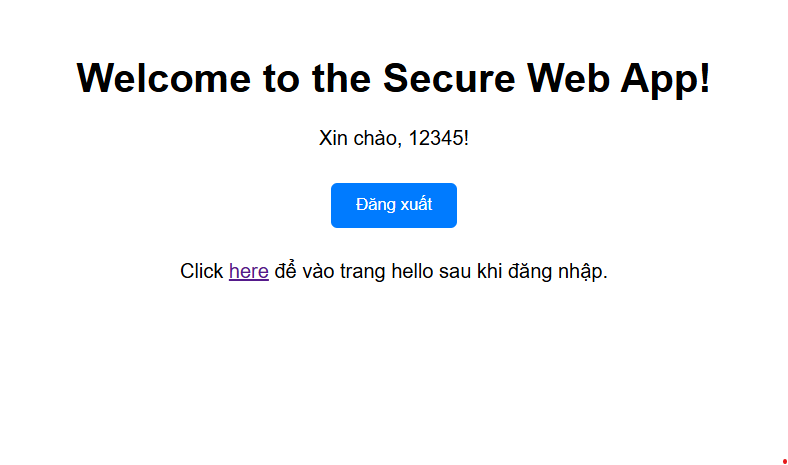 Welcome to the Secure Web App!
Xin chào, 12345!
Đăng xuất
Click here để vào trang hello sau khi đăng nhập.